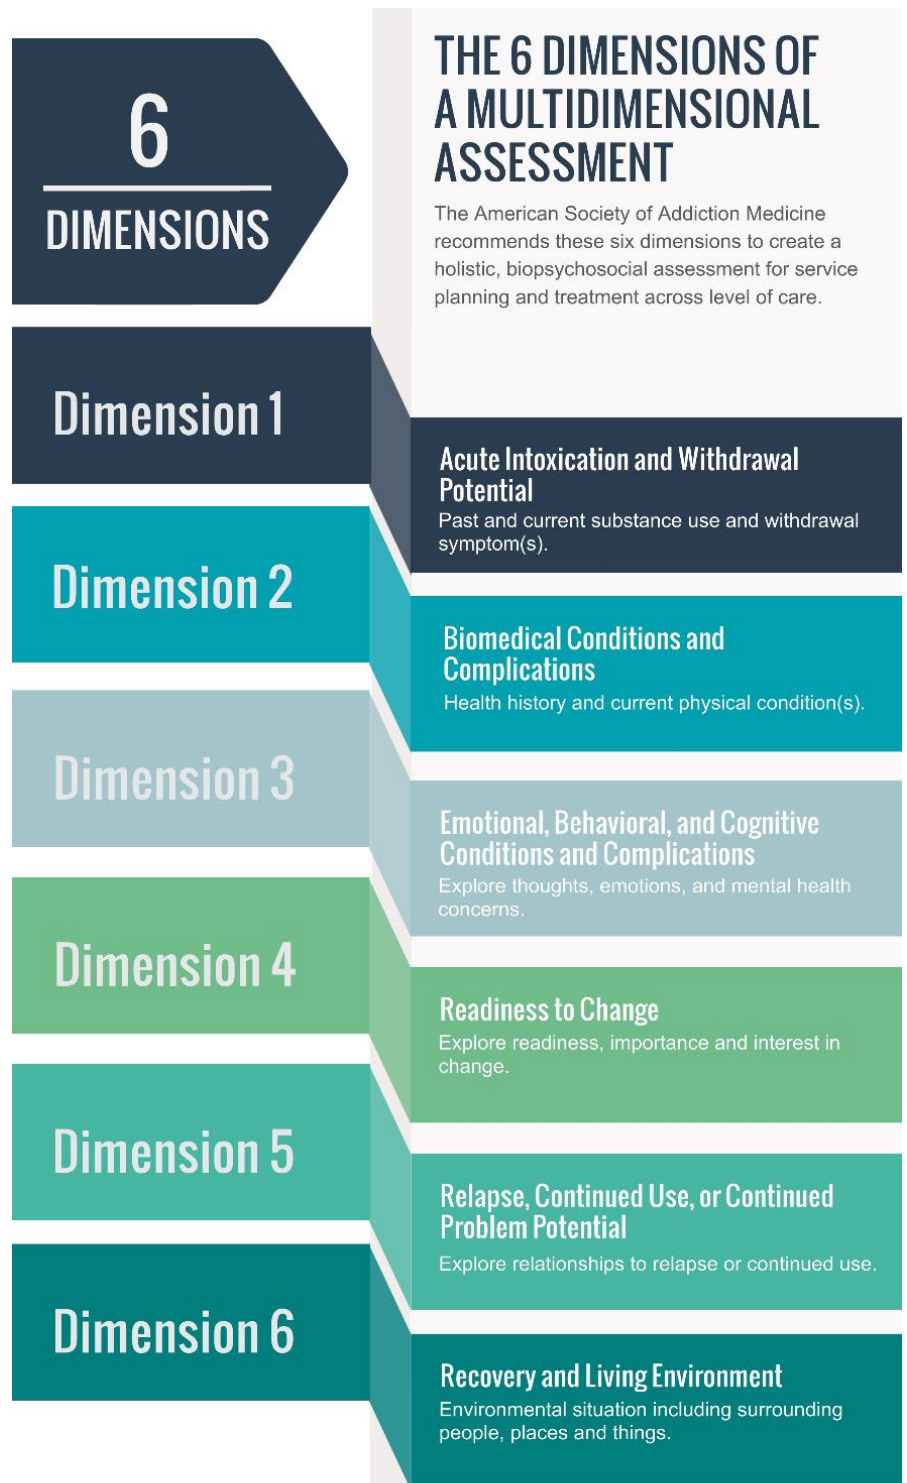 6
DIMENSIONS
THE 6 DIMENSIONS OF
A MULTIDIMENSIONAL
ASSESSMENT
The American Society of Addiction Medicine
recommends these six dimensions to create a
holistic, biopsychosocial assessment for service
planning and treatment across level of care.
Dimension 1
Acute Intoxication and Withdrawal
Potential
Past and current substance use and withdrawal
symptom(s).
Dimension 2
Biomedical Conditions and
Complications
Health history and current physical condition(s).
Dimension 3
Emotional, Behavioral, and Cognitive
Conditions and Complications
Explore thoughts, emotions, and mental health
concerns.
Dimension 4
Readiness to Change
Explore readiness, importance and interest in
change.
Dimension 5
Relapse, Continued Use, or Continued
Problem Potential
Explore relationships to relapse or continued use.
Dimension 6
Recovery and Living Environment
Environmental situation including surrounding
people, places and things.